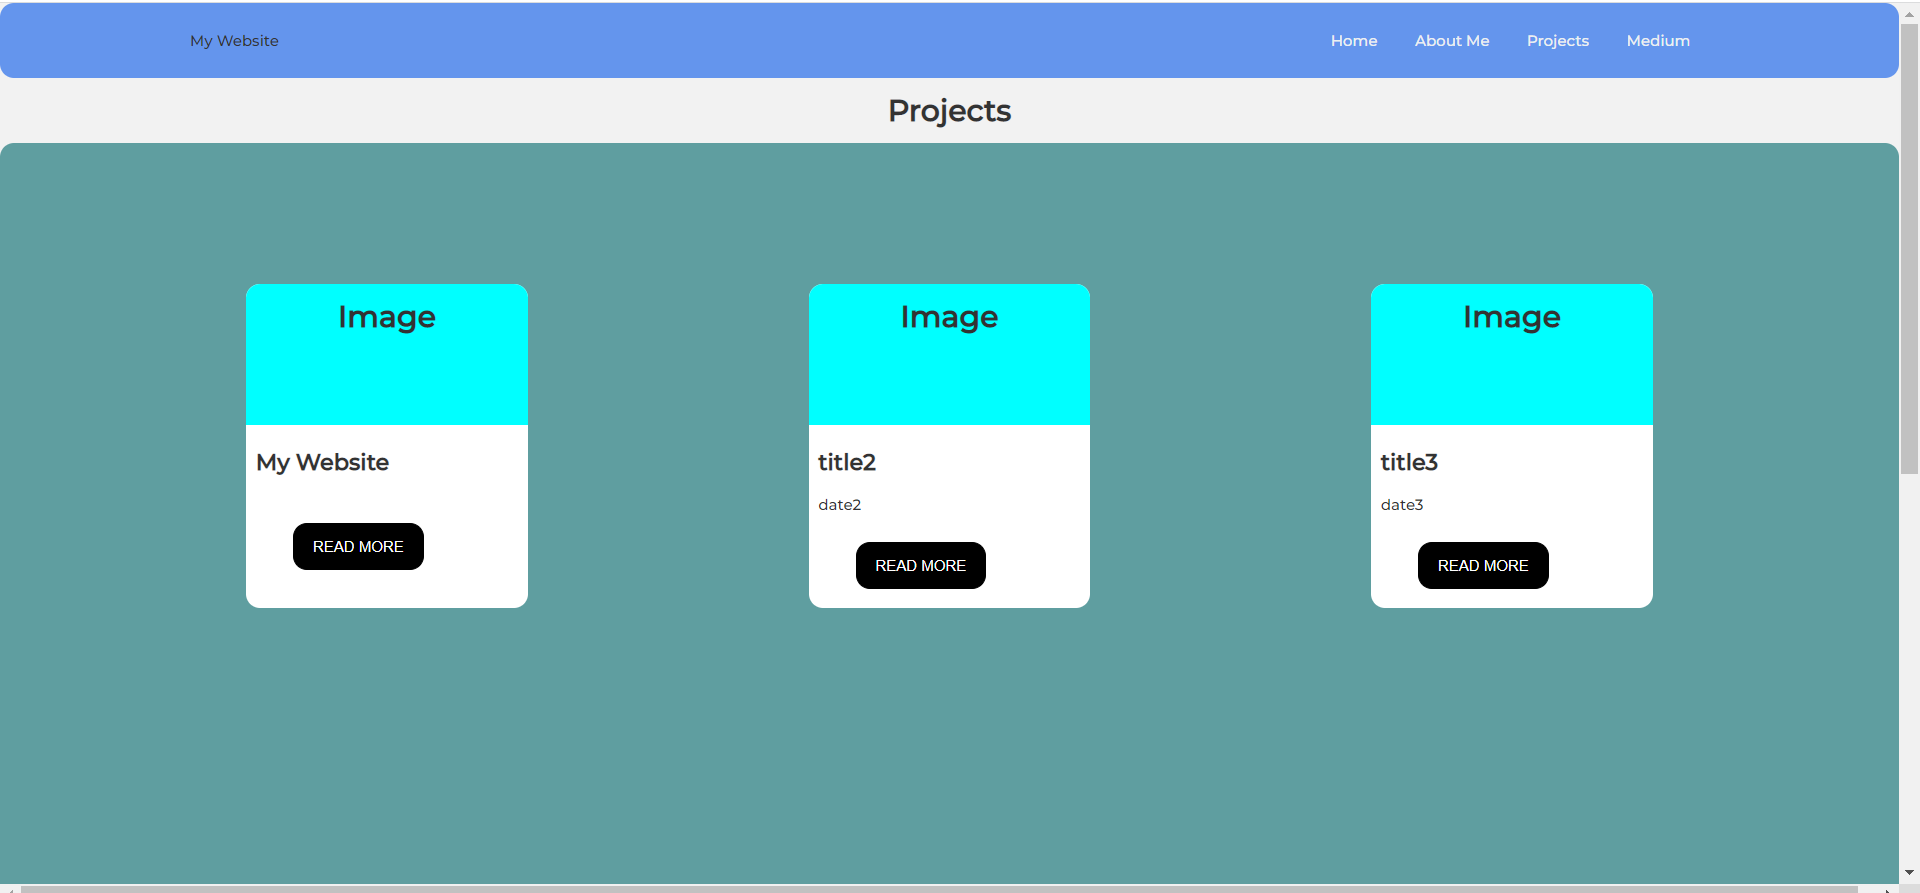 My Website
Home About Me Projects Medium
Projects
Image
My Website
READ MORE
Image
title2
date2
READ MORE
Image
title3
date3
READ MORE